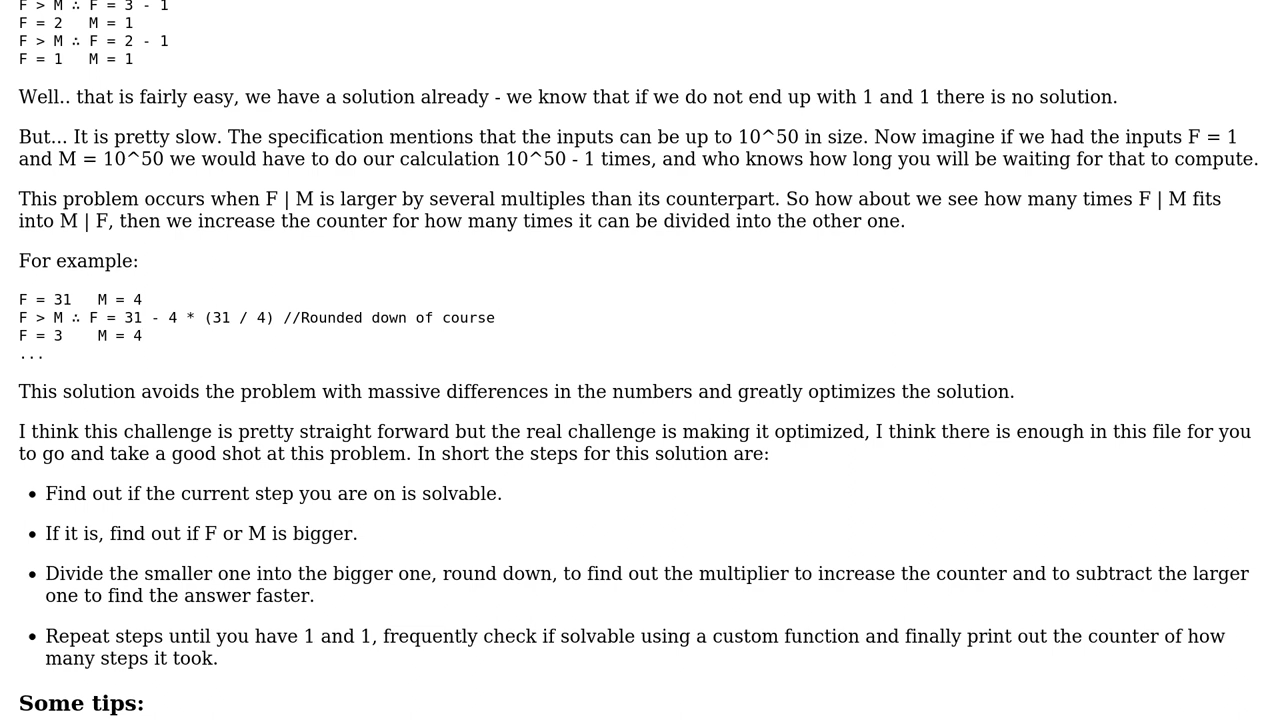 F > M ∴ F = 3 - 1
F = 2   M = 1
F > M ∴ F = 2 - 1
F = 1   M = 1
Well.. that is fairly easy, we have a solution already - we know that if we do not end up with 1 and 1 there is no solution.
But... It is pretty slow. The specification mentions that the inputs can be up to 10^50 in size. Now imagine if we had the inputs F = 1
and M = 10^50 we would have to do our calculation 10^50 - 1 times, and who knows how long you will be waiting for that to compute.
This problem occurs when F | M is larger by several multiples than its counterpart. So how about we see how many times F | M fits
into M | F, then we increase the counter for how many times it can be divided into the other one.
For example:
F = 31   M = 4
F > M ∴ F = 31 - 4 * (31 / 4) //Rounded down of course
F = 3    M = 4
...
This solution avoids the problem with massive differences in the numbers and greatly optimizes the solution.
I think this challenge is pretty straight forward but the real challenge is making it optimized, I think there is enough in this file for you
to go and take a good shot at this problem. In short the steps for this solution are:
• Find out if the current step you are on is solvable.
• If it is, find out if F or M is bigger.
• Divide the smaller one into the bigger one, round down, to find out the multiplier to increase the counter and to subtract the larger
one to find the answer faster.
• Repeat steps until you have 1 and 1, frequently check if solvable using a custom function and finally print out the counter of how
many steps it took.
Some tips: